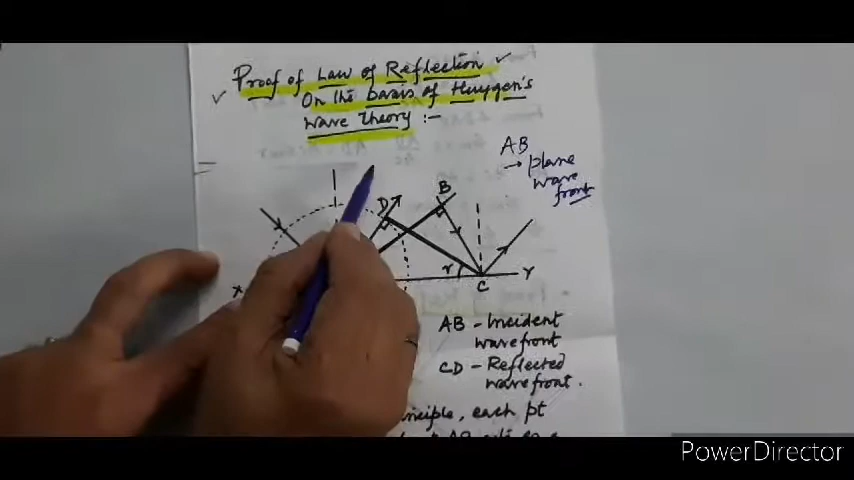 Proof of Law of Reflection
On the basis of Huygen's
wave theory :-
AB
→ plane
wave
front
D
B
r
X
C
Y
AB - Incident
wavefront
CD - Reflected
wavefront.
each pt
PowerDirector